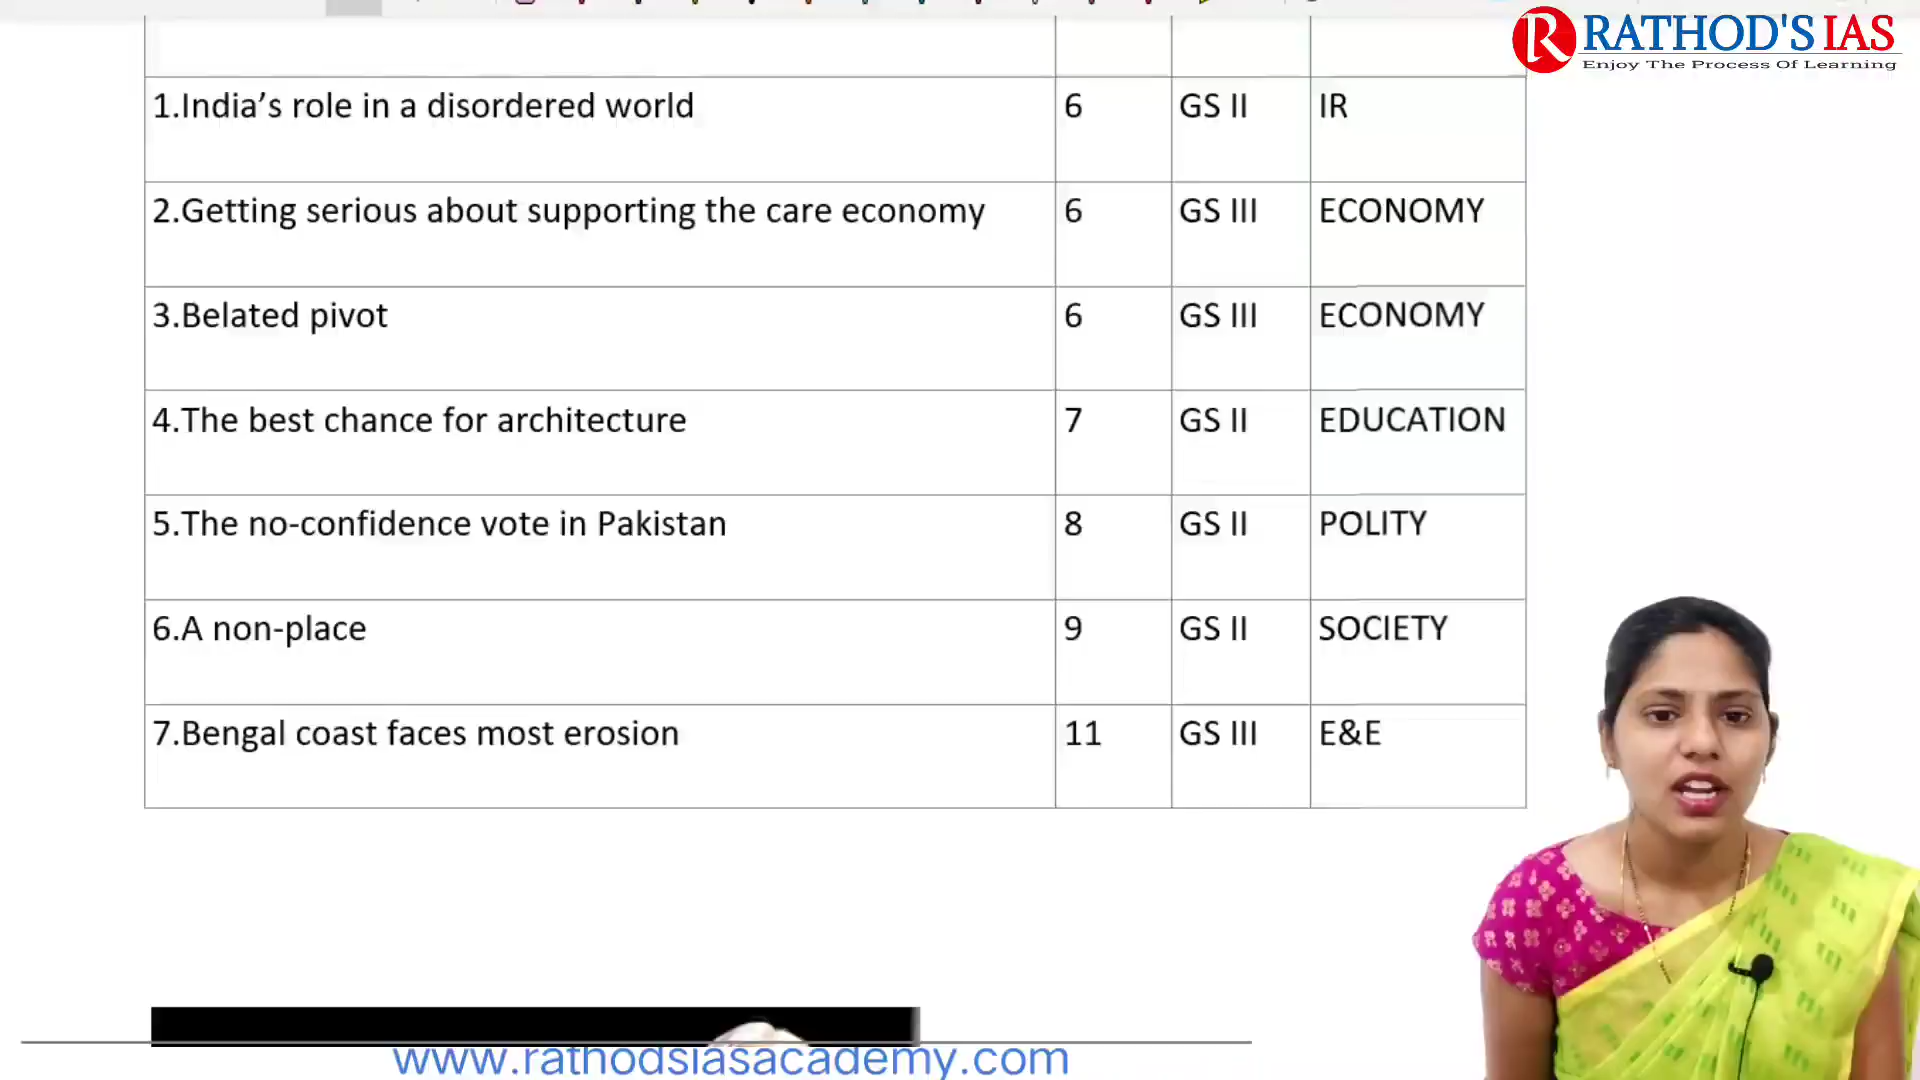 RATHOD'S IAS
Enjoy The Process Of Learning
1.India’s role in a disordered world 6 GS II IR
2.Getting serious about supporting the care economy 6 GS III ECONOMY
3.Belated pivot 6 GS III ECONOMY
4.The best chance for architecture 7 GS II EDUCATION
5.The no-confidence vote in Pakistan 8 GS II POLITY
6.A non-place 9 GS II SOCIETY
7.Bengal coast faces most erosion 11 GS III E&E
www.rathodsiasacademy.com